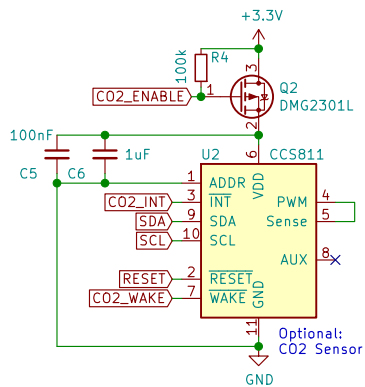 +3.3V
100k
R4
3
1
CO2_ENABLE
Q2
DMG2301L
2
100nF
1uF
C5
C6
U2
CCS811
6
VDD
1
ADDR
CO2_INT
3
INT
SDA
9
SDA
SCL
10
SCL
PWM
4
Sense
5
AUX
8
RESET
2
RESET
CO2_WAKE
7
WAKE
GND
11
Optional:
CO2 Sensor
GND